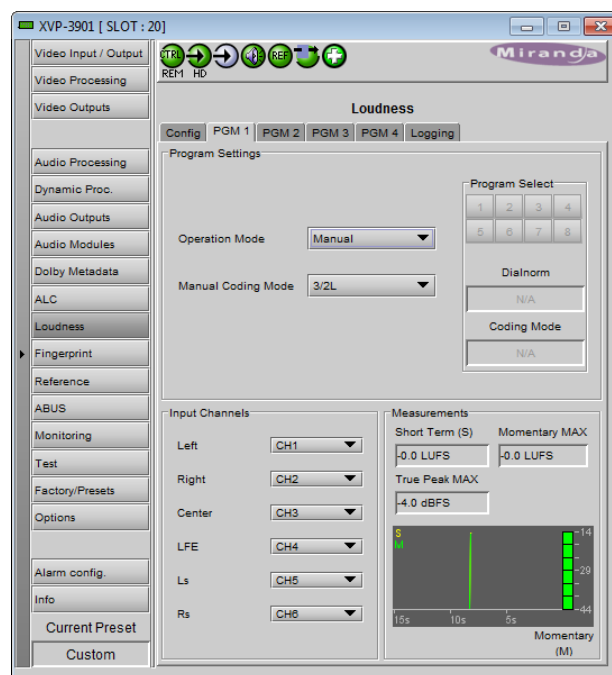 XVP-3901 [ SLOT : 20]
Video Input / Output
Video Processing
Video Outputs
Audio Processing
Dynamic Proc.
Audio Outputs
Audio Modules
Dolby Metadata
ALC
Loudness
Fingerprint
Reference
ABUS
Monitoring
Test
Factory/Presets
Options
Alarm config.
Info
Current Preset
Custom
CTRL
REF
REM HD
Miranda
Loudness
Config PGM 1 PGM 2 PGM 3 PGM 4 Logging
Program Settings
Operation Mode Manual
Manual Coding Mode 3/2L
Program Select
1 2 3 4
5 6 7 8
Dialnorm
N/A
Coding Mode
N/A
Input Channels
Left CH1
Right CH2
Center CH3
LFE CH4
Ls CH5
Rs CH6
Measurements
Short Term (S) Momentary MAX
-0.0 LUFS -0.0 LUFS
True Peak MAX
-4.0 dBFS
S
M
-14
-29
-44
15s 10s 5s
Momentary
(M)